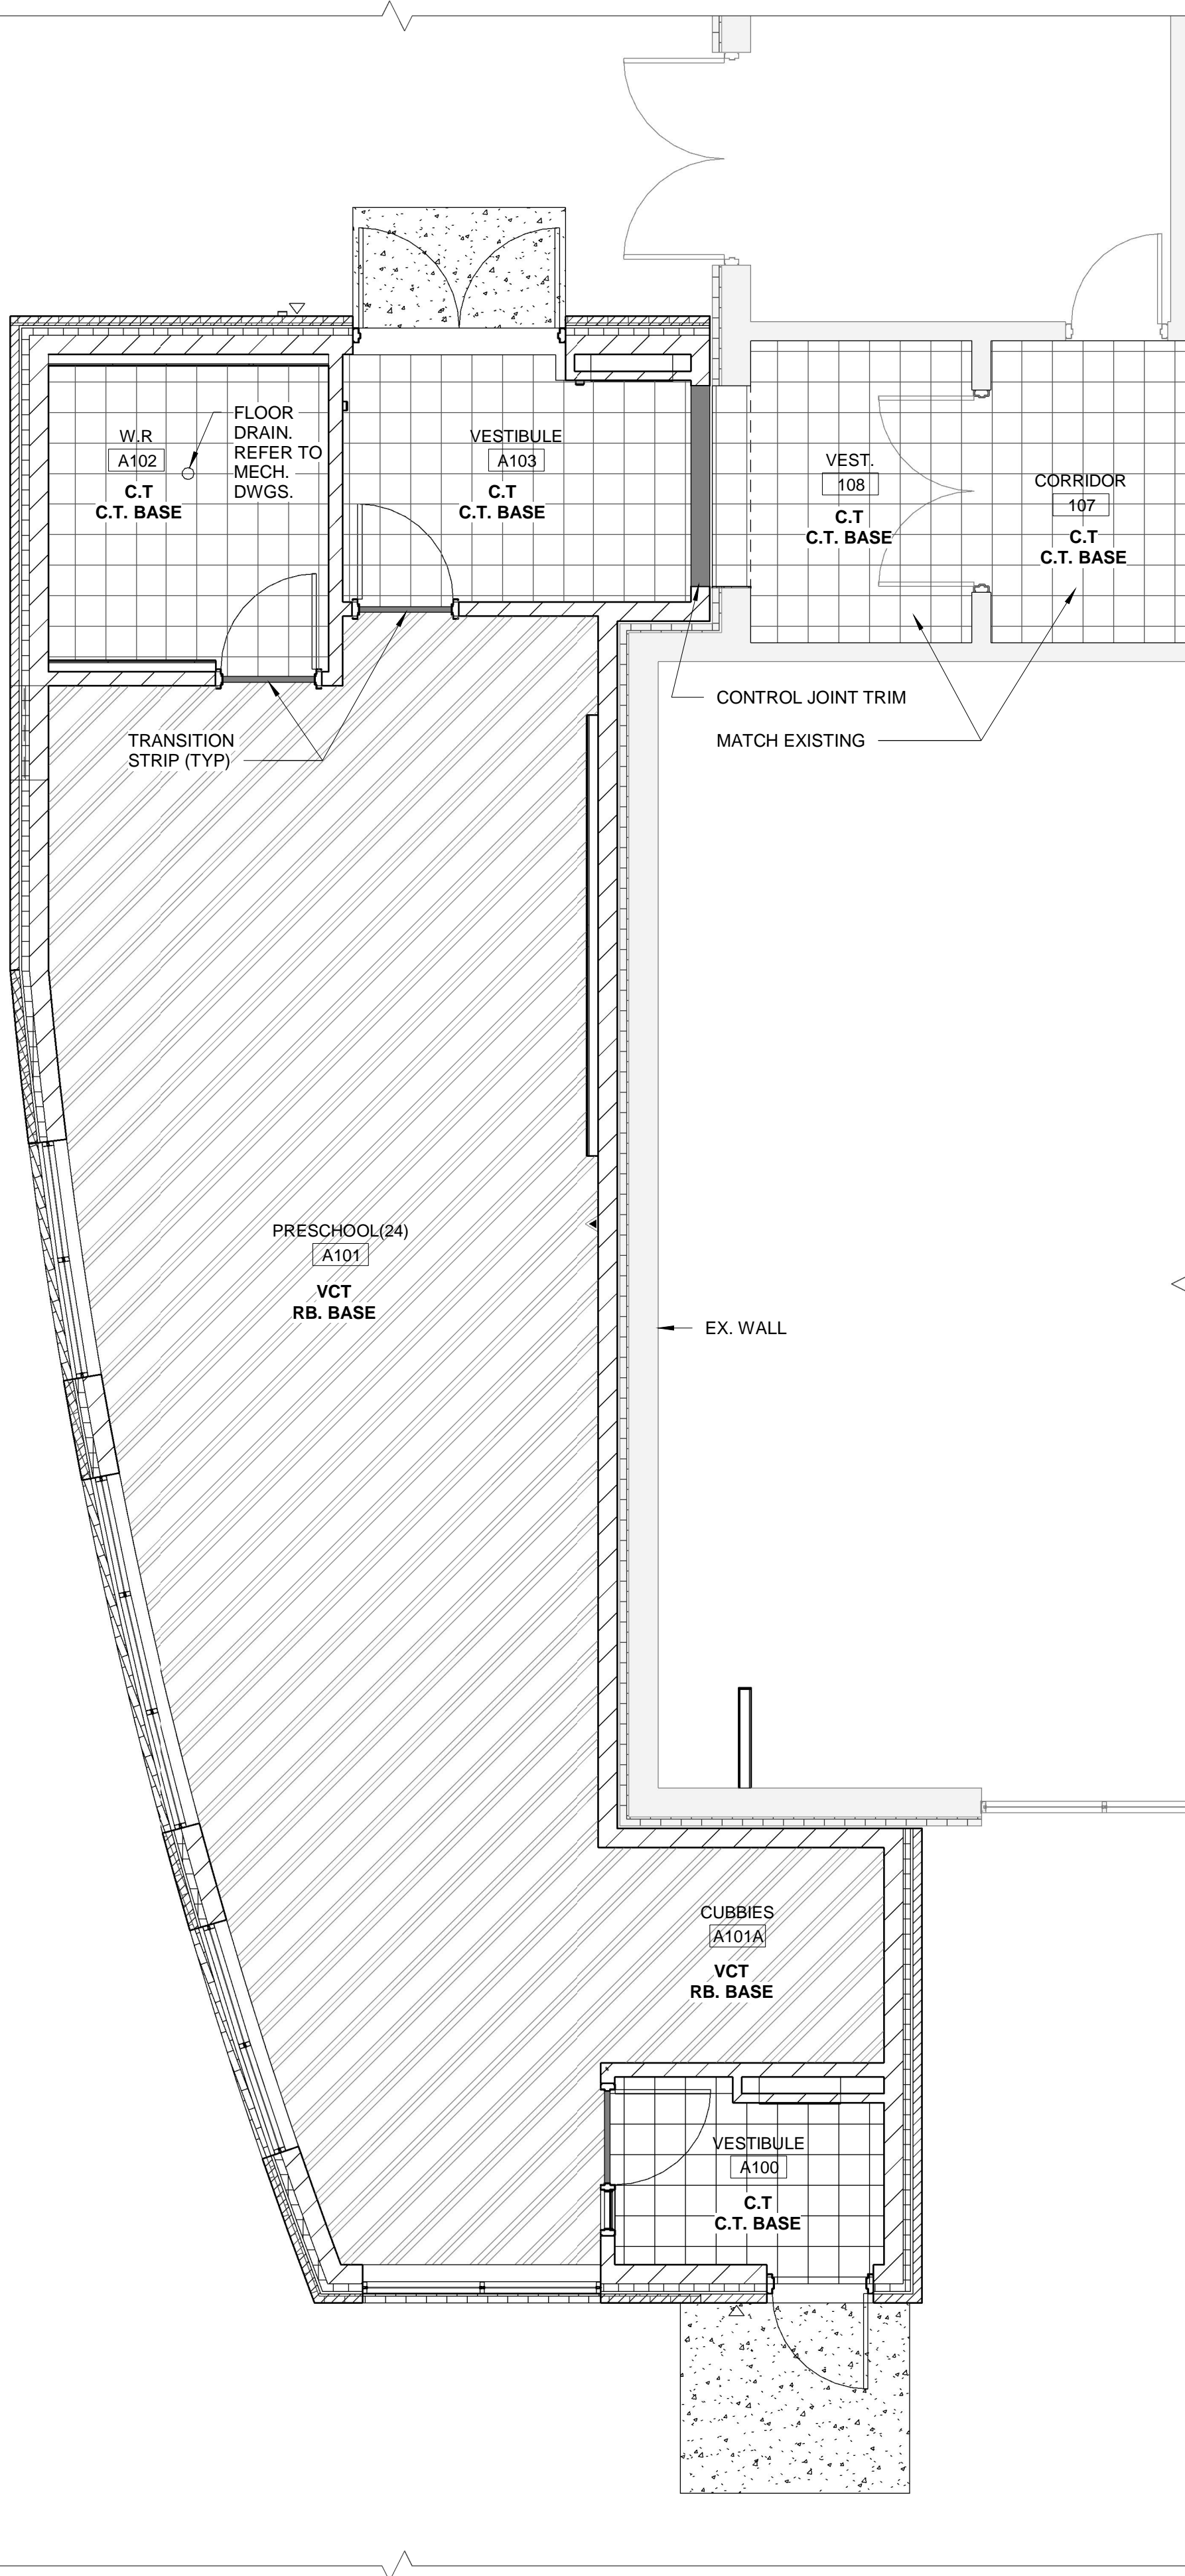 W.R
A102
C.T
C.T. BASE
FLOOR
DRAIN.
REFER TO
MECH.
DWGS.
VESTIBULE
A103
C.T
C.T. BASE
VEST.
108
C.T
C.T. BASE
CORRIDOR
107
C.T
C.T. BASE
CONTROL JOINT TRIM
MATCH EXISTING
TRANSITION
STRIP (TYP)
PRESCHOOL(24)
A101
VCT
RB. BASE
EX. WALL
CUBBIES
A101A
VCT
RB. BASE
VESTIBULE
A100
C.T
C.T. BASE